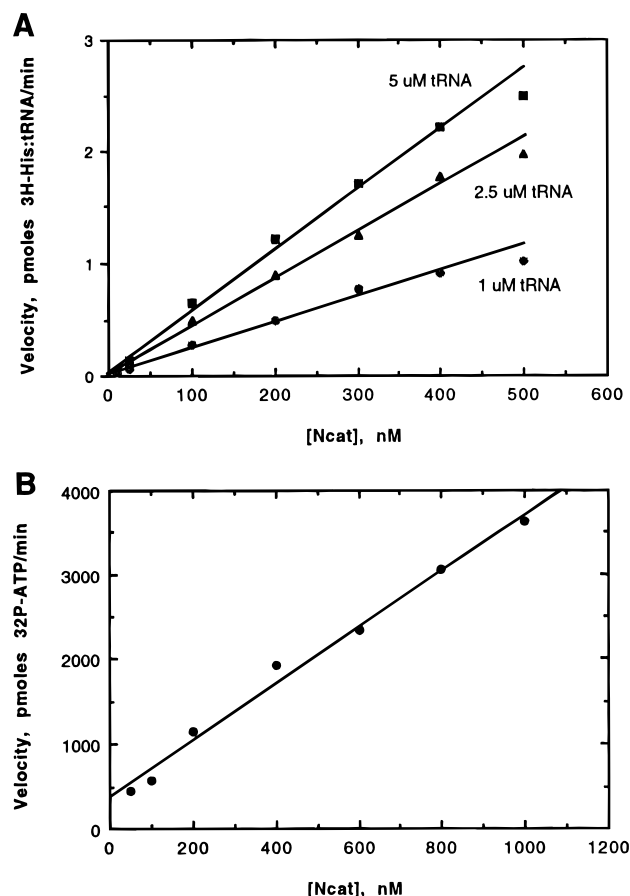 A
Velocity, pmoles 3H-His:tRNA/min
3
2
1
0
5 uM tRNA
2.5 uM tRNA
1 uM tRNA
0 100 200 300 400 500 600
[Ncat], nM
B
Velocity, pmoles 32P-ATP/min
4000
3000
2000
1000
0
0 200 400 600 800 1000 1200
[Ncat], nM